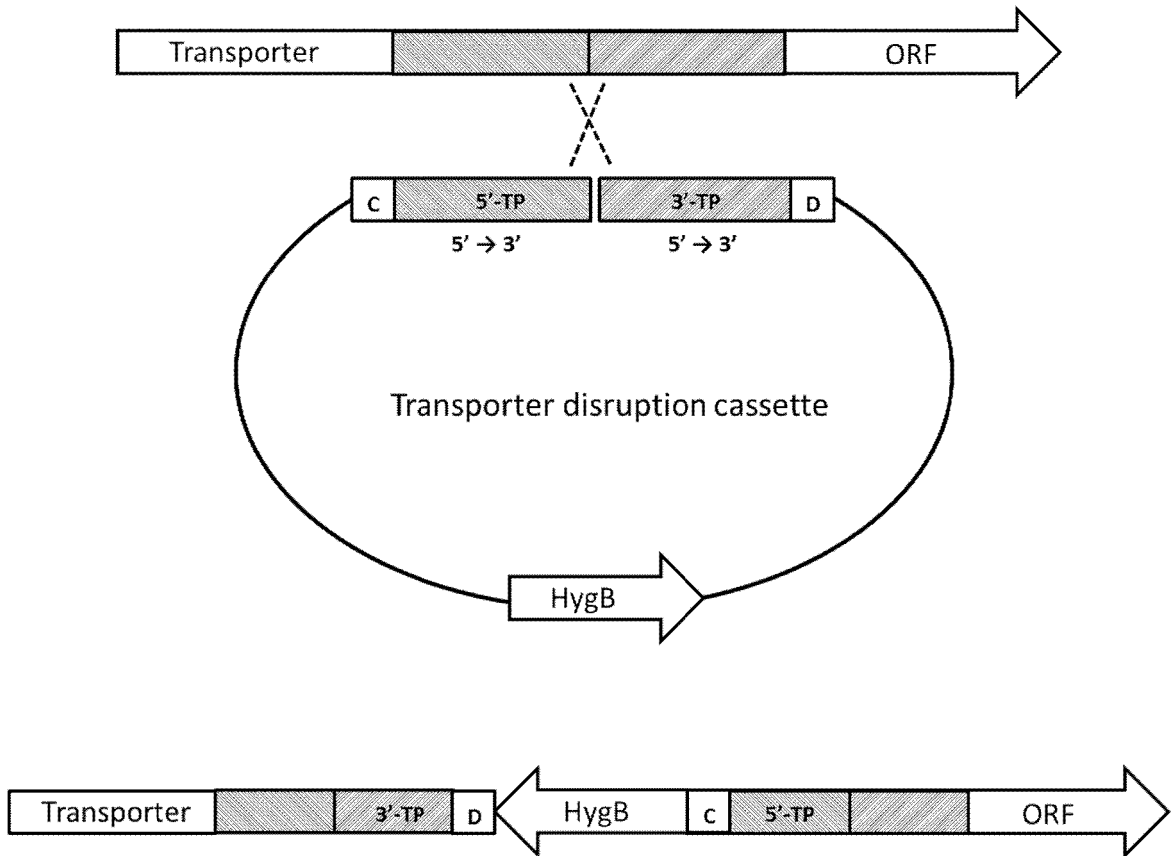 Transporter ORF
C 5’-TP 3’-TP D
5’ → 3’ 5’ → 3’
Transporter disruption cassette
HygB
Transporter 3’-TP D HygB C 5’-TP ORF